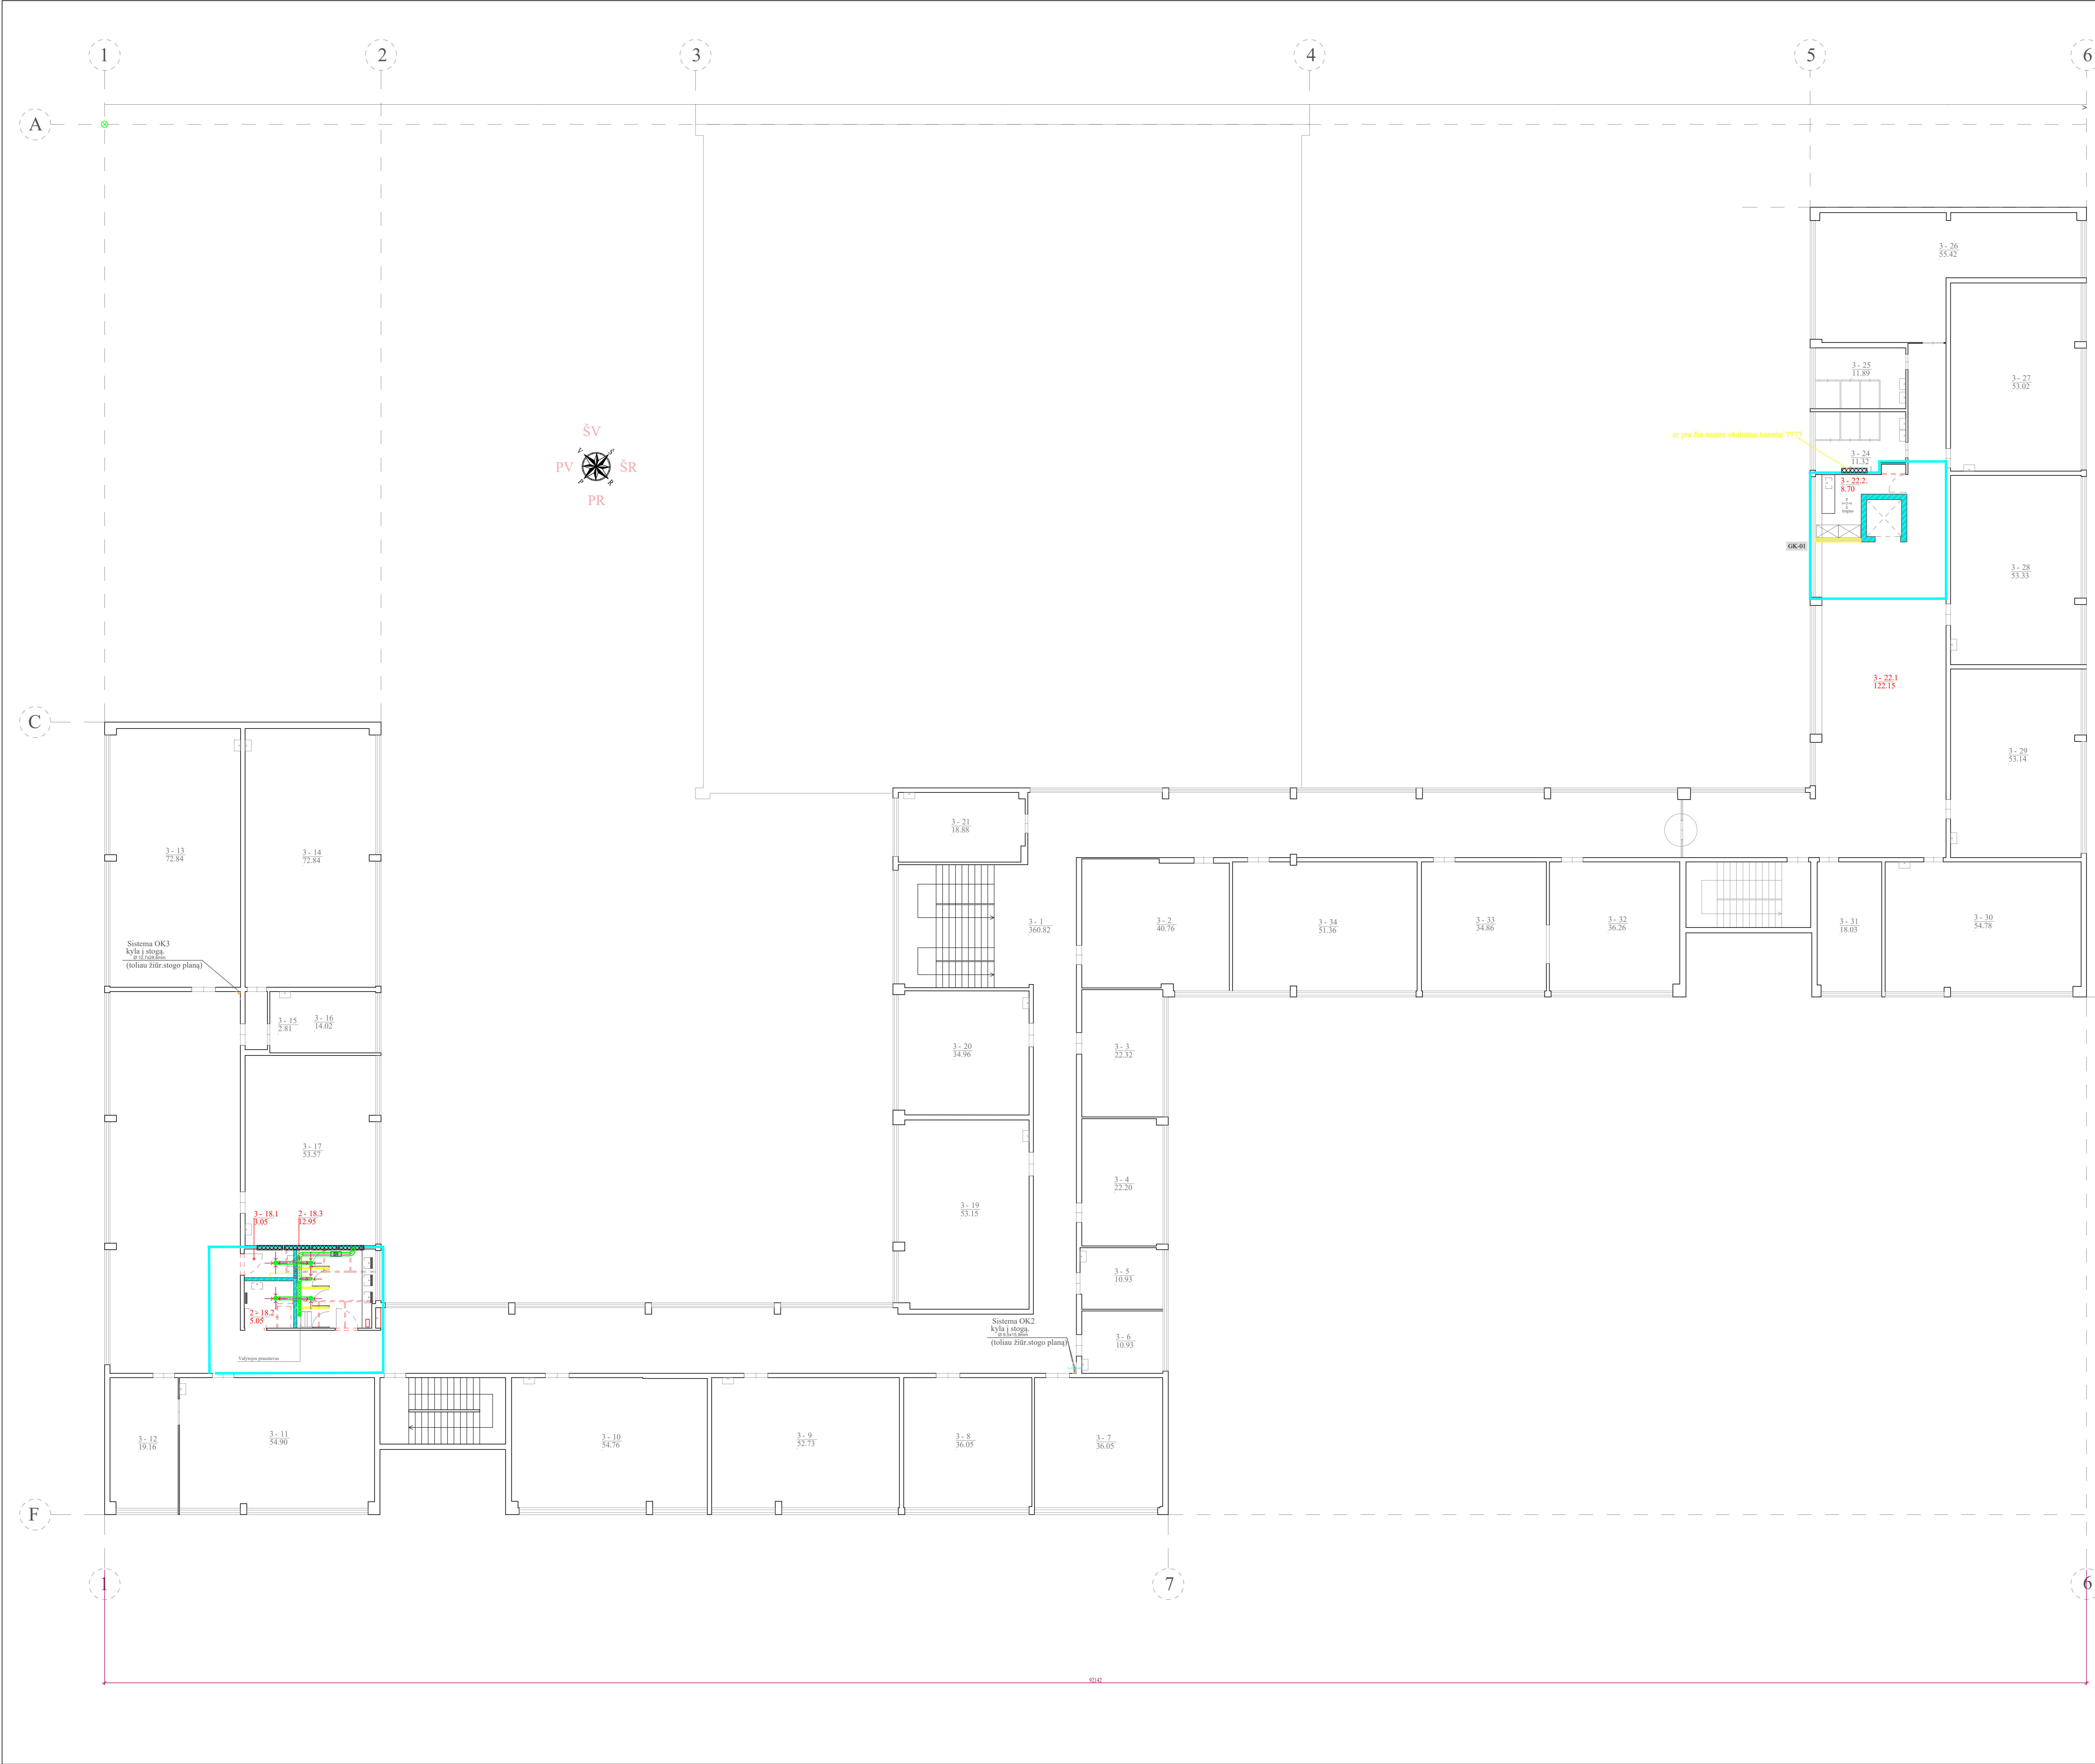 1
2
3
4
5
6
A
3 - 26
55.42
3 - 25
11.89
3 - 27
53.02
ŠV
PV
ŠR
PR
V
S
P
R
3 - 24
11.32
3 - 22.2.
8.70
GK-01
3 - 28
53.33
3 - 22.1
122.15
C
3 - 29
53.14
3 - 13
72.84
3 - 14
72.84
3 - 21
18.88
3 - 1
360.82
3 - 2
40.76
3 - 34
51.36
3 - 33
34.86
3 - 32
36.26
3 - 31
18.03
3 - 30
54.78
Sistema OK3
kyla į stogą.
(toliau žiūr.stogo planą)
3 - 15
2.81
3 - 16
14.02
3 - 20
34.96
3 - 3
22.32
3 - 17
53.57
3 - 4
22.20
3 - 19
53.15
3 - 18.1
3.05
2 - 18.3
12.95
3 - 5
10.93
2 - 18.2
5.05
Sistema OK2
kyla į stogą.
(toliau žiūr.stogo planą)
3 - 6
10.93
Valytojos praustuvas
3 - 12
19.16
3 - 11
54.90
3 - 10
54.76
3 - 9
52.73
3 - 8
36.05
3 - 7
36.05
F
1
7
6
92142